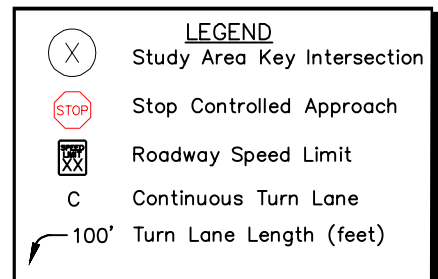 LEGEND
X Study Area Key Intersection
STOP Stop Controlled Approach
SPEED
LIMIT
XX Roadway Speed Limit
C Continuous Turn Lane
100' Turn Lane Length (feet)